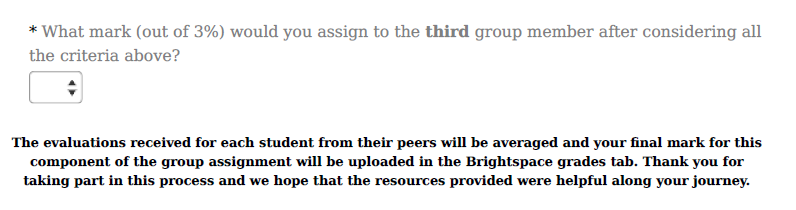 * What mark (out of 3%) would you assign to the third group member after considering all
the criteria above?
The evaluations received for each student from their peers will be averaged and your final mark for this
component of the group assignment will be uploaded in the Brightspace grades tab. Thank you for
taking part in this process and we hope that the resources provided were helpful along your journey.